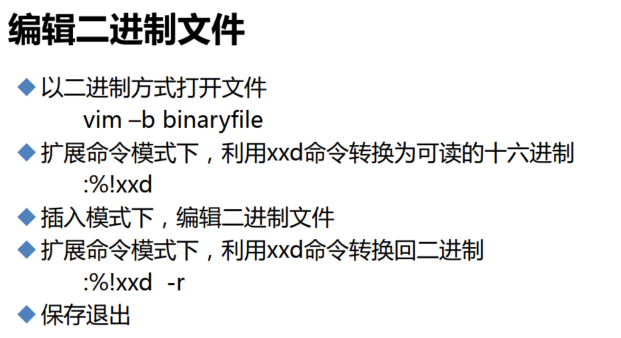 编辑二进制文件
以二进制方式打开文件
vim –b binaryfile
扩展命令模式下，利用xxd命令转换为可读的十六进制
:%!xxd
插入模式下，编辑二进制文件
扩展命令模式下，利用xxd命令转换回二进制
:%!xxd  -r
保存退出